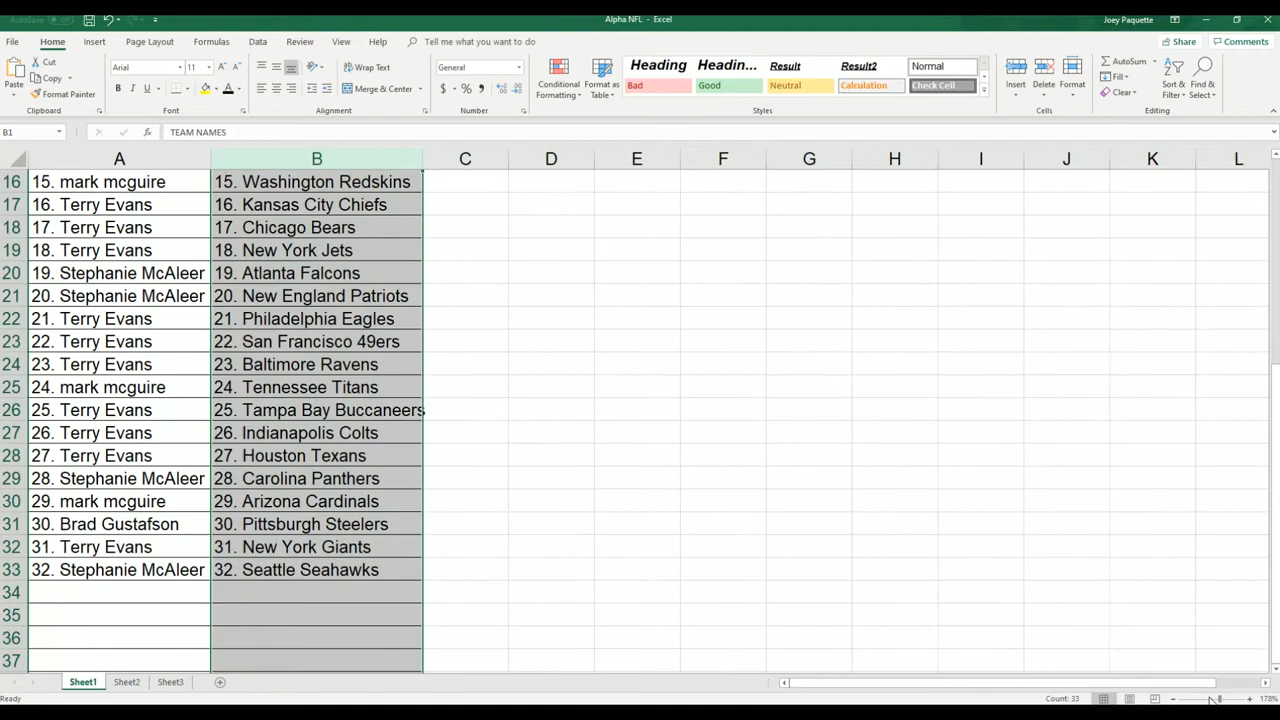 AutoSave Off
Alpha NFL - Excel
Joey Paquette
File Home Insert Page Layout Formulas Data Review View Help Tell me what you want to do Share Comments
Paste Cut Copy Format Painter Clipboard
Arial 11 B I U Font
Wrap Text Merge & Center Alignment
General $ % Number
Conditional Formatting Format as Table
Heading Headin... Result Result2 Normal
Bad Good Neutral Calculation Check Cell
Styles
Insert Delete Format Cells
AutoSum Fill Clear Sort & Filter Find & Select Editing
B1 fx TEAM NAMES
A B C D E F G H I J K L
16 15. mark mcguire 15. Washington Redskins
17 16. Terry Evans 16. Kansas City Chiefs
18 17. Terry Evans 17. Chicago Bears
19 18. Terry Evans 18. New York Jets
20 19. Stephanie McAleer 19. Atlanta Falcons
21 20. Stephanie McAleer 20. New England Patriots
22 21. Terry Evans 21. Philadelphia Eagles
23 22. Terry Evans 22. San Francisco 49ers
24 23. Terry Evans 23. Baltimore Ravens
25 24. mark mcguire 24. Tennessee Titans
26 25. Terry Evans 25. Tampa Bay Buccaneers
27 26. Terry Evans 26. Indianapolis Colts
28 27. Terry Evans 27. Houston Texans
29 28. Stephanie McAleer 28. Carolina Panthers
30 29. mark mcguire 29. Arizona Cardinals
31 30. Brad Gustafson 30. Pittsburgh Steelers
32 31. Terry Evans 31. New York Giants
33 32. Stephanie McAleer 32. Seattle Seahawks
34
35
36
37
Sheet1 Sheet2 Sheet3
Ready Count: 33 178%